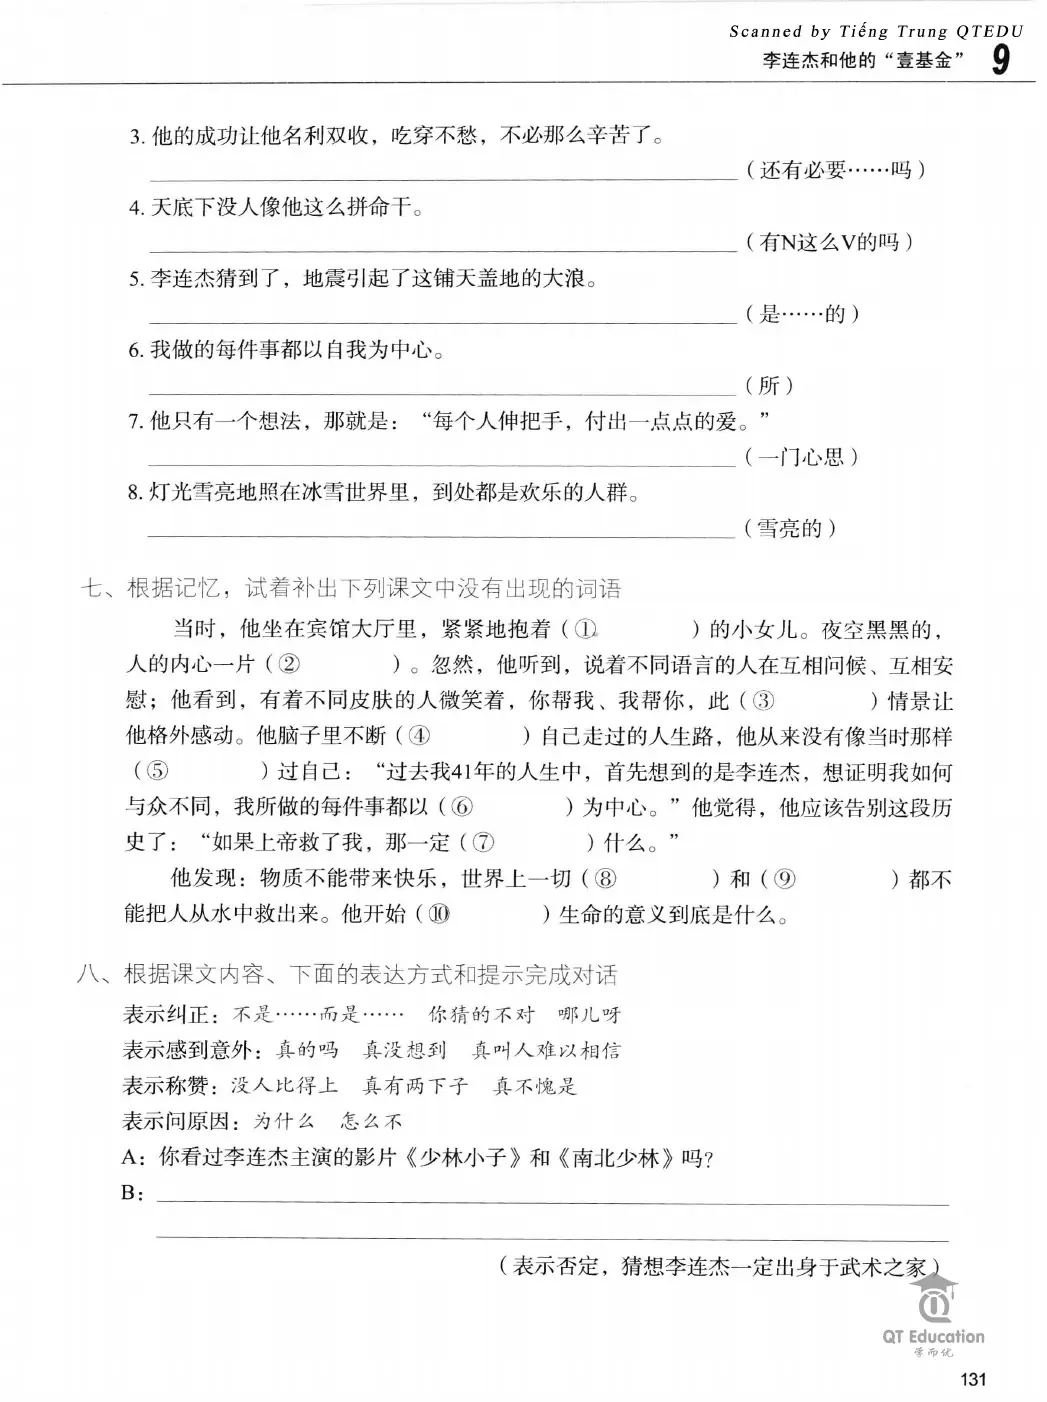 Scanned by Tiếng Trung QTEDU
李连杰和他的“壹基金” 9
3. 他的成功让他名利双收，吃穿不愁，不必那么辛苦了。
（还有必要……吗）
4. 天底下没人像他这么拼命干。
（有N这么V的吗）
5. 李连杰猜到了，地震引起了这铺天盖地的大浪。
（是……的）
6. 我做的每件事都以自我为中心。
（所）
7. 他只有一个想法，那就是：“每个人伸把手，付出一点点的爱。”
（一门心思）
8. 灯光雪亮地照在冰雪世界里，到处都是欢乐的人群。
（雪亮的）
七、根据记忆，试着补出下列课文中没有出现的词语
当时，他坐在宾馆大厅里，紧紧地抱着（①　　　　）的小女儿。夜空黑黑的，
人的内心一片（②　　　　）。忽然，他听到，说着不同语言的人在互相问候、互相安
慰；他看到，有着不同皮肤的人微笑着，你帮我、我帮你，此（③　　　　）情景让
他格外感动。他脑子里不断（④　　　　）自己走过的人生路，他从来没有像当时那样
（⑤　　　　）过自己：“过去我41年的人生中，首先想到的是李连杰，想证明我如何
与众不同，我所做的每件事都以（⑥　　　　）为中心。”他觉得，他应该告别这段历
史了：“如果上帝救了我，那一定（⑦　　　　）什么。”
他发现：物质不能带来快乐，世界上一切（⑧　　　　）和（⑨　　　　）都不
能把人从水中救出来。他开始（⑩　　　　）生命的意义到底是什么。
八、根据课文内容、下面的表达方式和提示完成对话
表示纠正：不是……而是……　你猜的不对　哪儿呀
表示感到意外：真的吗　真没想到　真叫人难以相信
表示称赞：没人比得上　真有两下子　真不愧是
表示问原因：为什么　怎么不
A：你看过李连杰主演的影片《少林小子》和《南北少林》吗？
B：
（表示否定，猜想李连杰一定出身于武术之家）
QT Education
学而优
131